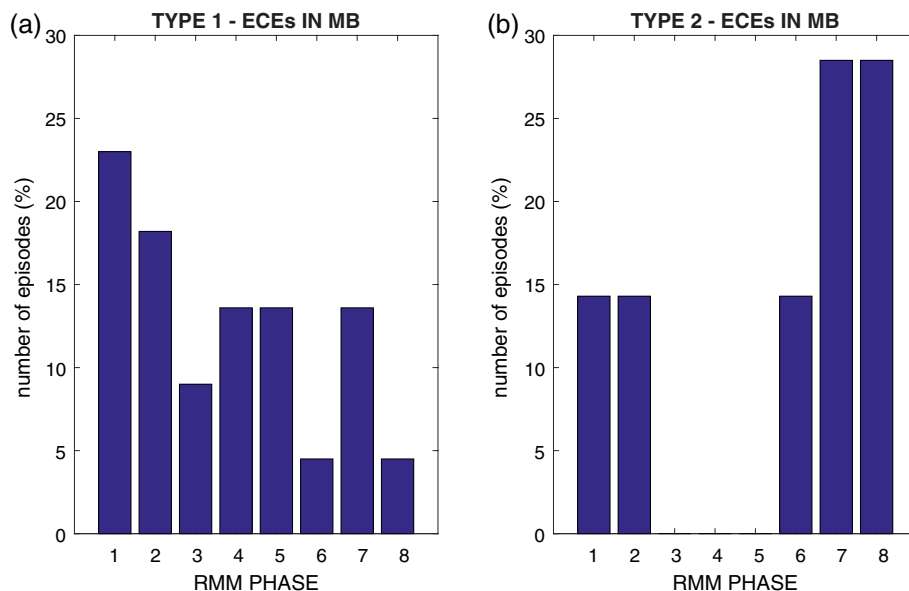 (a)
TYPE 1 - ECEs IN MB
30
25
20
15
10
5
0
number of episodes (%)
1 2 3 4 5 6 7 8
RMM PHASE
(b)
TYPE 2 - ECEs IN MB
30
25
20
15
10
5
0
number of episodes (%)
1 2 3 4 5 6 7 8
RMM PHASE